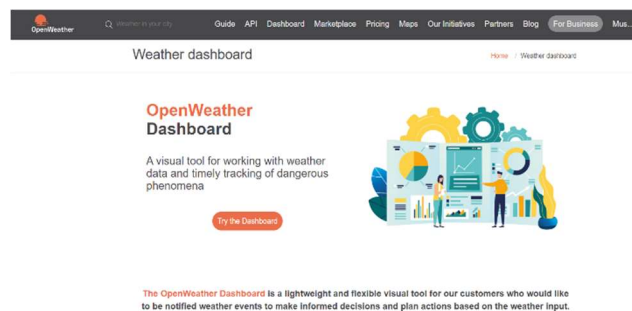 OpenWeather
Weather in your city
Guide API Dashboard Marketplace Pricing Maps Our Initiatives Partners Blog For Business Mus...
Weather dashboard
Home / Weather dashboard
OpenWeather
Dashboard
A visual tool for working with weather
data and timely tracking of dangerous
phenomena
Try the Dashboard
The OpenWeather Dashboard is a lightweight and flexible visual tool for our customers who would like
to be notified weather events to make informed decisions and plan actions based on the weather input.